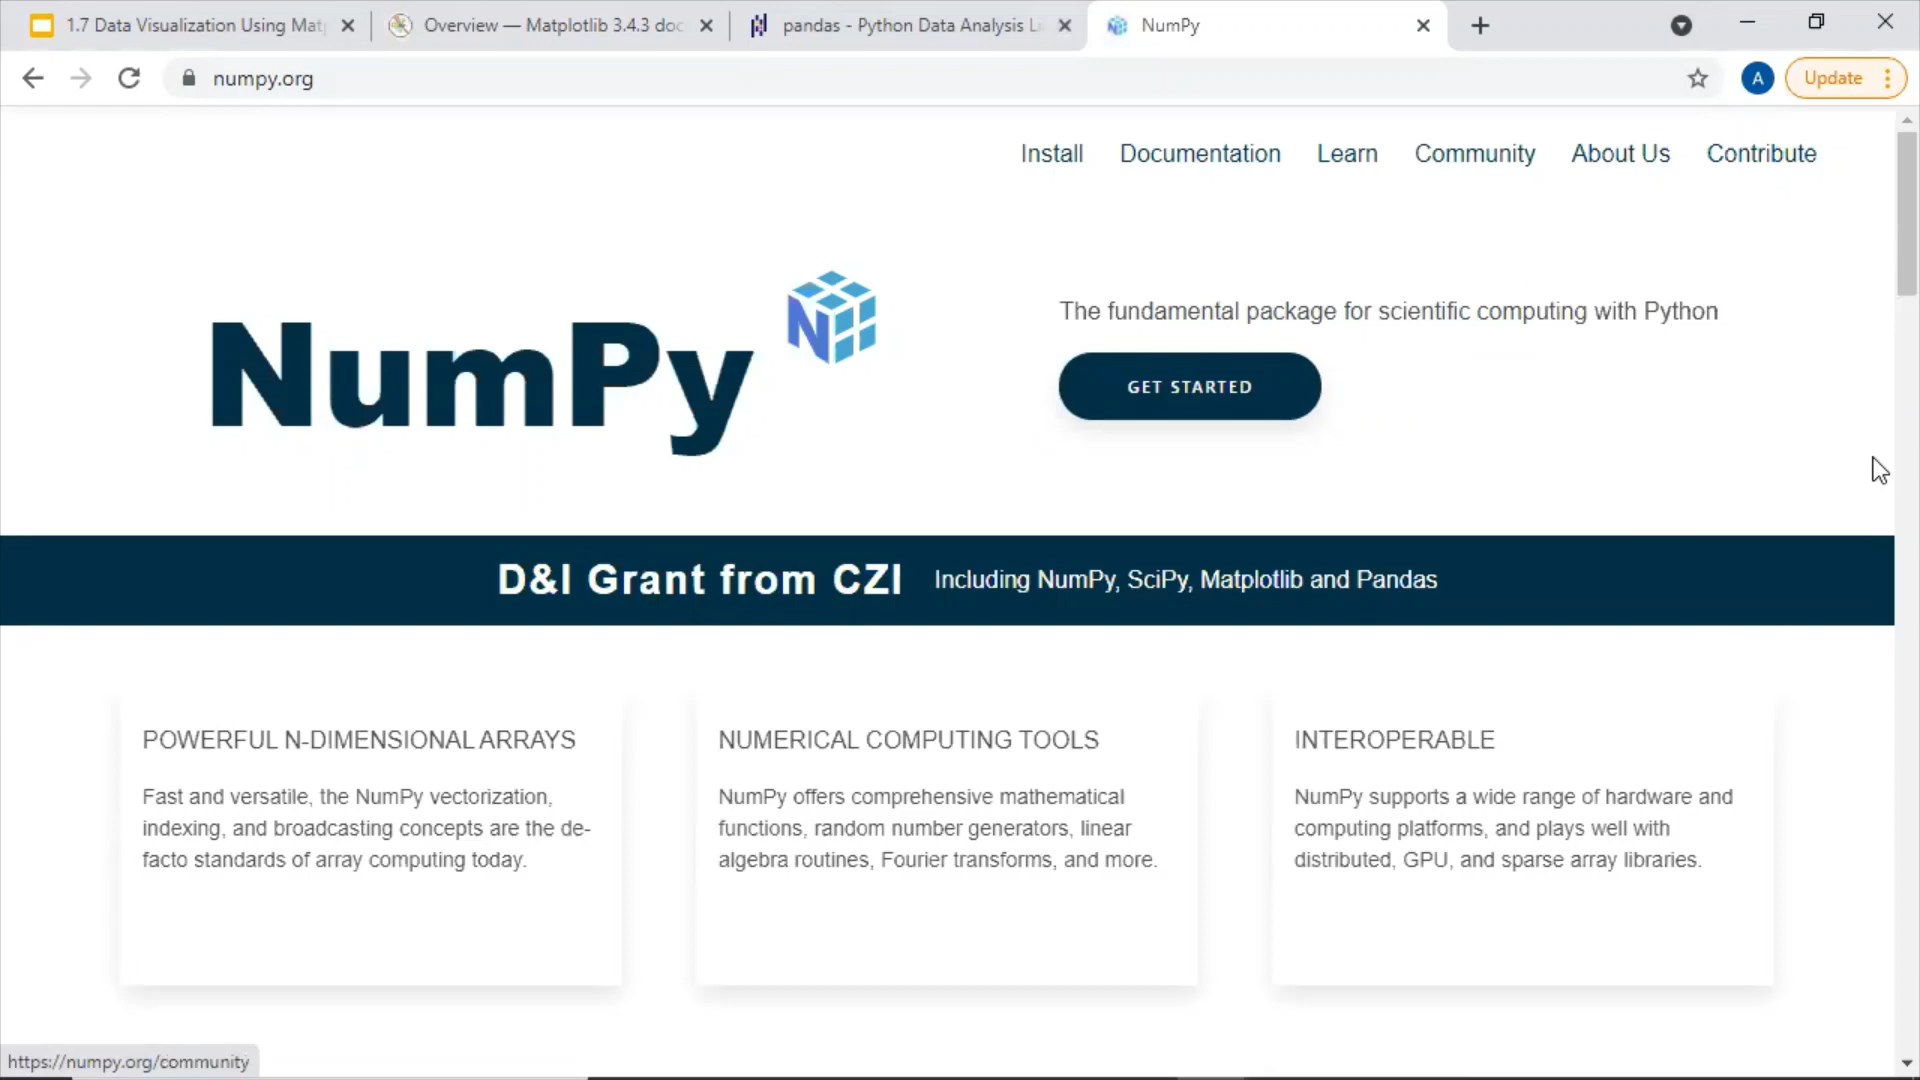 1.7 Data Visualization Using Mat
Overview — Matplotlib 3.4.3 doc
pandas - Python Data Analysis Li
NumPy
numpy.org
A
Update
Install Documentation Learn Community About Us Contribute
NumPy
The fundamental package for scientific computing with Python
GET STARTED
D&I Grant from CZI Including NumPy, SciPy, Matplotlib and Pandas
POWERFUL N-DIMENSIONAL ARRAYS
Fast and versatile, the NumPy vectorization,
indexing, and broadcasting concepts are the de-
facto standards of array computing today.
NUMERICAL COMPUTING TOOLS
NumPy offers comprehensive mathematical
functions, random number generators, linear
algebra routines, Fourier transforms, and more.
INTEROPERABLE
NumPy supports a wide range of hardware and
computing platforms, and plays well with
distributed, GPU, and sparse array libraries.
https://numpy.org/community